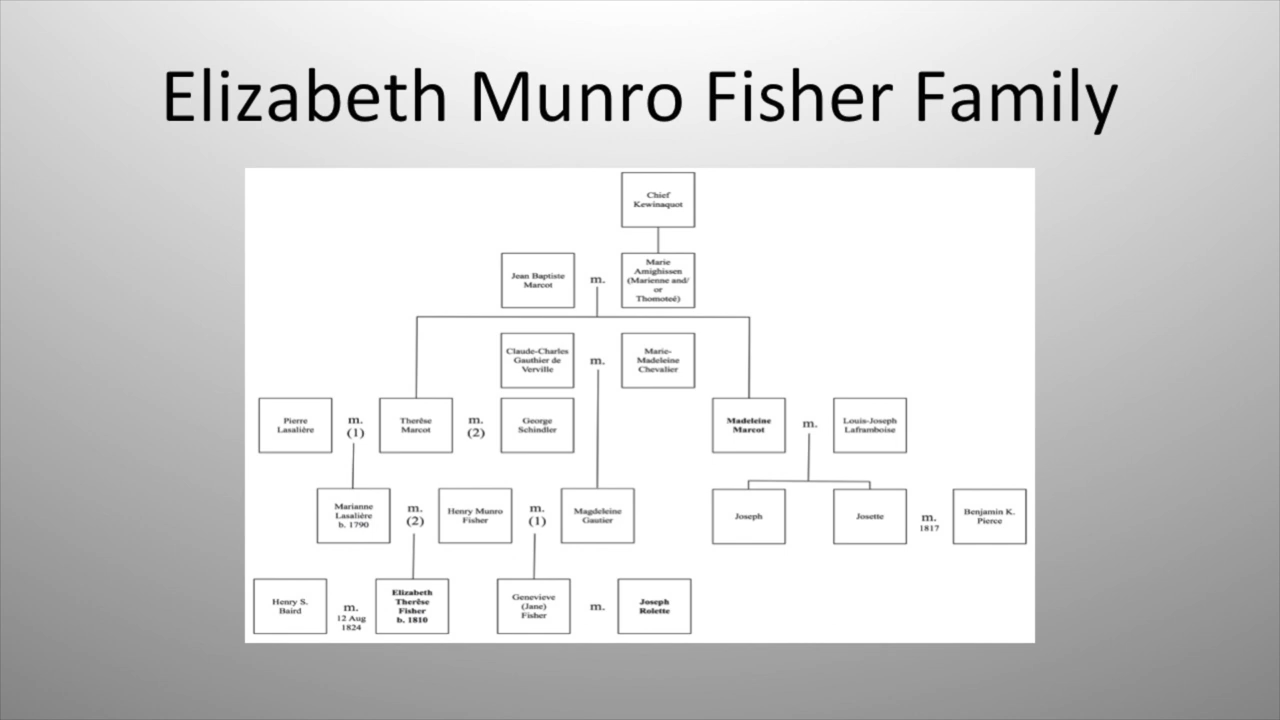 Elizabeth Munro Fisher Family
Chief
Kewinaquot
Jean Baptiste
Marcot
m.
Marie
Amighissen
(Marienne and/
or
Thomoteé)
Claude-Charles
Gauthier de
Verville
m.
Marie-
Madeleine
Chevalier
Pierre
Lasalière
m.
(1)
Therèse
Marcot
m.
(2)
George
Schindler
Madeleine
Marcot
m.
Louis-Joseph
Laframboise
Marianne
Lasalière
b. 1790
m.
(2)
Henry Munro
Fisher
m.
(1)
Magdeleine
Gautier
Joseph
Josette
m.
1817
Benjamin K.
Pierce
Henry S.
Baird
m.
12 Aug
1824
Elizabeth
Therèse
Fisher
b. 1810
Genevieve
(Jane)
Fisher
m.
Joseph
Rolette